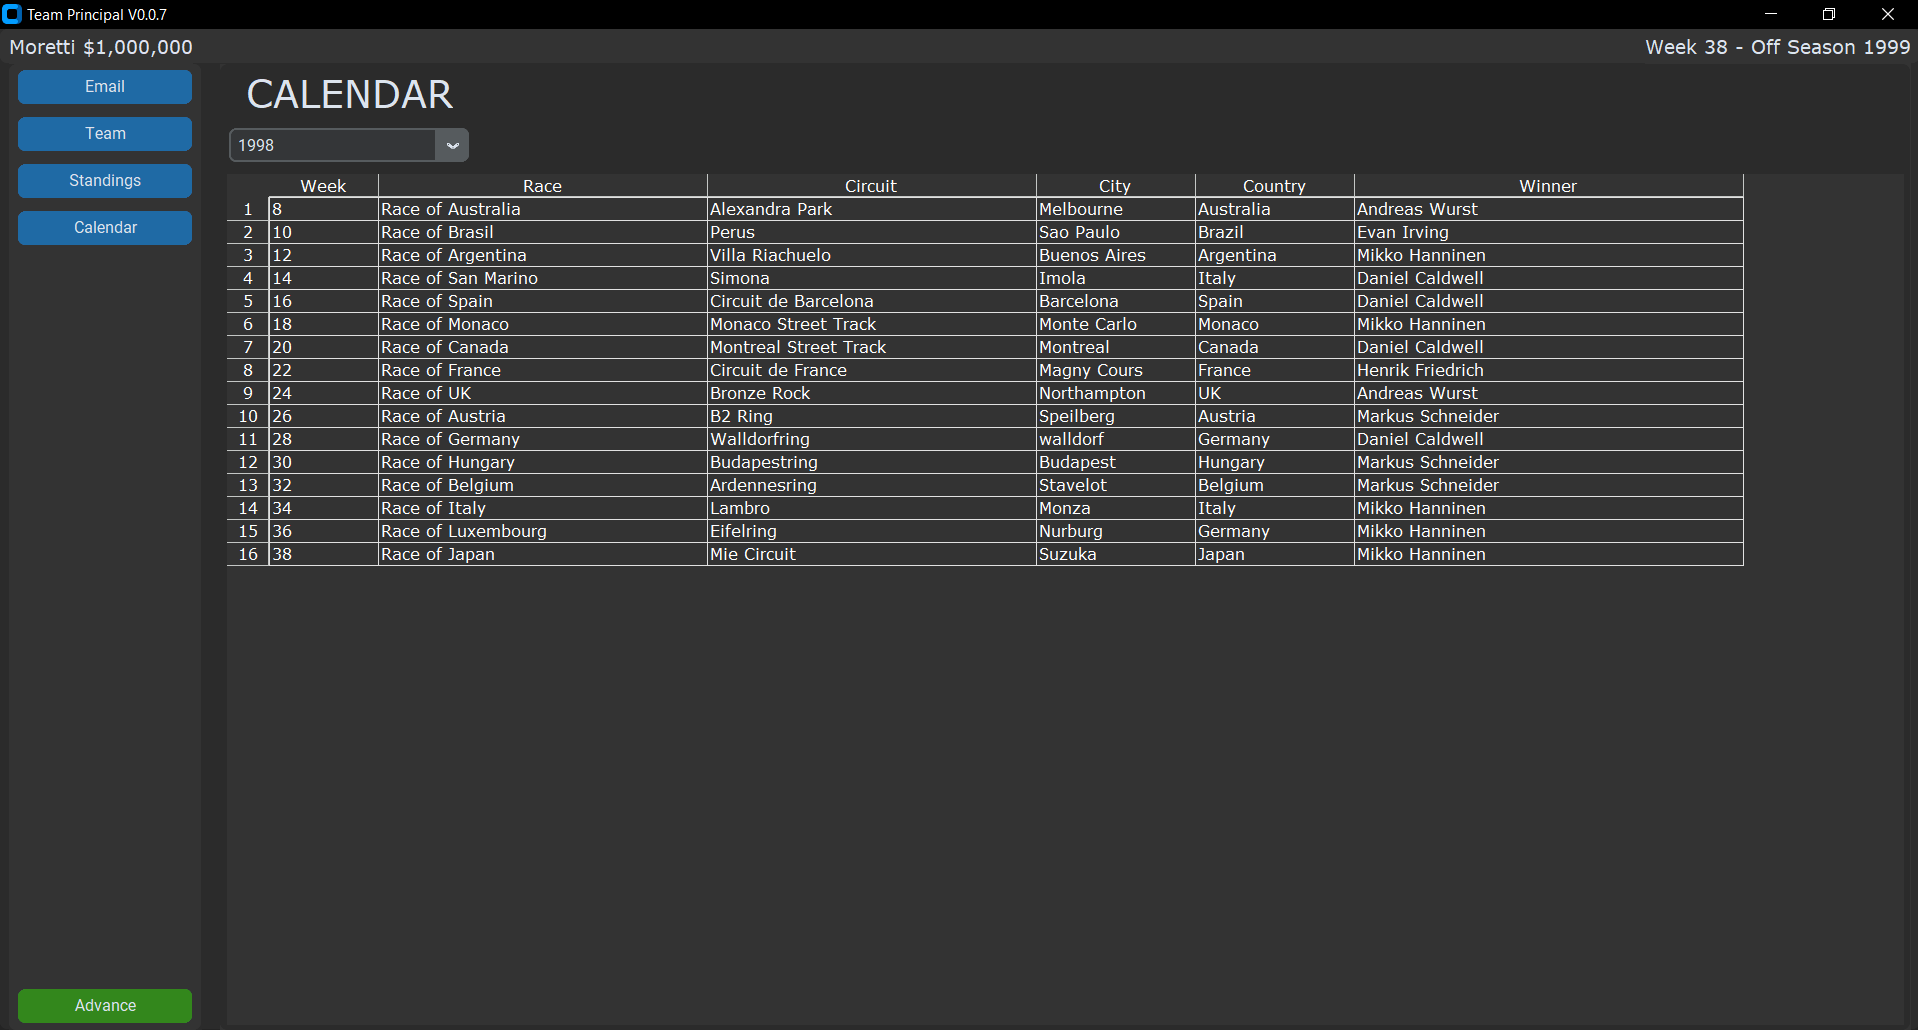 Team Principal V0.0.7
Moretti $1,000,000 Week 38 - Off Season 1999
Email
Team
Standings
Calendar
Advance
CALENDAR
1998
Week Race Circuit City Country Winner
1 8 Race of Australia Alexandra Park Melbourne Australia Andreas Wurst
2 10 Race of Brasil Perus Sao Paulo Brazil Evan Irving
3 12 Race of Argentina Villa Riachuelo Buenos Aires Argentina Mikko Hanninen
4 14 Race of San Marino Simona Imola Italy Daniel Caldwell
5 16 Race of Spain Circuit de Barcelona Barcelona Spain Daniel Caldwell
6 18 Race of Monaco Monaco Street Track Monte Carlo Monaco Mikko Hanninen
7 20 Race of Canada Montreal Street Track Montreal Canada Daniel Caldwell
8 22 Race of France Circuit de France Magny Cours France Henrik Friedrich
9 24 Race of UK Bronze Rock Northampton UK Andreas Wurst
10 26 Race of Austria B2 Ring Speilberg Austria Markus Schneider
11 28 Race of Germany Walldorfring walldorf Germany Daniel Caldwell
12 30 Race of Hungary Budapestring Budapest Hungary Markus Schneider
13 32 Race of Belgium Ardennesring Stavelot Belgium Markus Schneider
14 34 Race of Italy Lambro Monza Italy Mikko Hanninen
15 36 Race of Luxembourg Eifelring Nurburg Germany Mikko Hanninen
16 38 Race of Japan Mie Circuit Suzuka Japan Mikko Hanninen